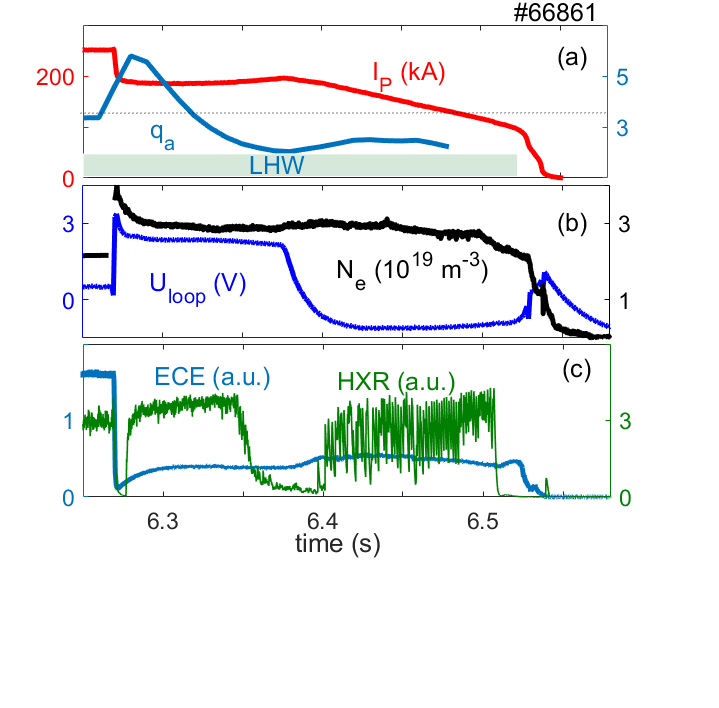 #66861
(a)
I_P (kA)
200
0
5
3
q_a
LHW
(b)
3
0
3
1
U_loop (V)
N_e (10^19 m^-3)
(c)
ECE (a.u.)
HXR (a.u.)
1
0
3
0
6.3 6.4 6.5
time (s)